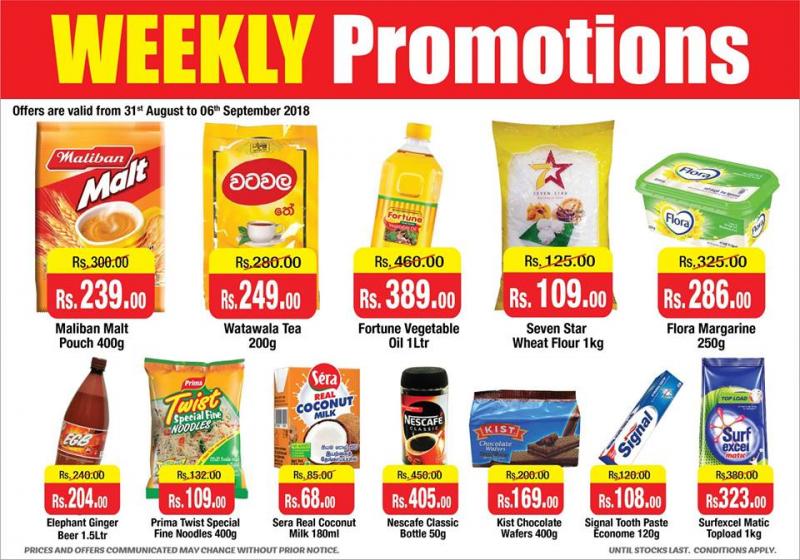 WEEKLY Promotions
Offers are valid from 31st August to 06th September 2018
Maliban
Malt
වටවල
තේ
Fortune
SEVEN STAR
Flora
Flora
Rs. 300.00
Rs. 239.00
Maliban Malt
Pouch 400g
Rs. 280.00
Rs. 249.00
Watawala Tea
200g
Rs. 460.00
Rs. 389.00
Fortune Vegetable
Oil 1Ltr
Rs. 125.00
Rs. 109.00
Seven Star
Wheat Flour 1kg
Rs. 325.00
Rs. 286.00
Flora Margarine
250g
EGB
Prima
Twist
Special Fine
NOODLES
Sera
REAL
COCONUT
MILK
NESCAFÉ
CLASSIC
KIST
Chocolate
Wafers
Signal
TOP LOAD
Surf
excel
matic
Rs. 240.00
Rs. 204.00
Elephant Ginger
Beer 1.5Ltr
Rs. 132.00
Rs. 109.00
Prima Twist Special
Fine Noodles 400g
Rs. 85.00
Rs. 68.00
Sera Real Coconut
Milk 180ml
Rs. 450.00
Rs. 405.00
Nescafe Classic
Bottle 50g
Rs. 200.00
Rs. 169.00
Kist Chocolate
Wafers 400g
Rs. 120.00
Rs. 108.00
Signal Tooth Paste
Econome 120g
Rs. 380.00
Rs. 323.00
Surfexcel Matic
Topload 1kg
PRICES AND OFFERS COMMUNICATED MAY CHANGE WITHOUT PRIOR NOTICE.
UNTIL STOCKS LAST. CONDITIONS APPLY.